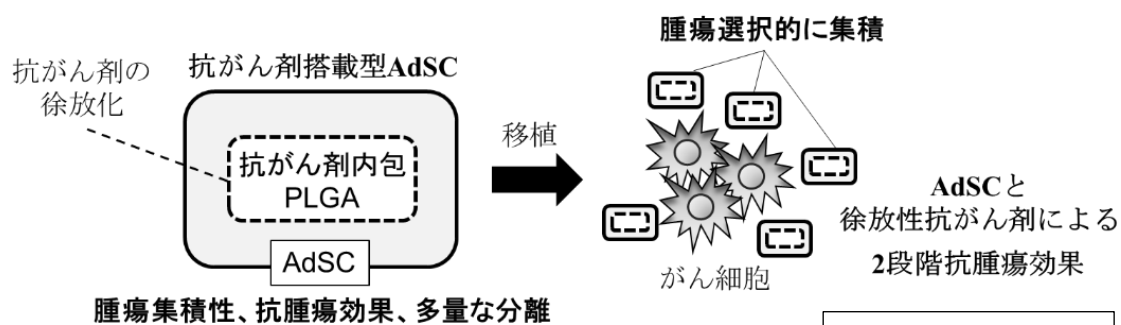 腫瘍選択的に集積
抗がん剤の
徐放化
抗がん剤搭載型AdSC
抗がん剤内包
PLGA
AdSC
腫瘍集積性、抗腫瘍効果、多量な分離
移植
がん細胞
AdSCと
徐放性抗がん剤による
2段階抗腫瘍効果